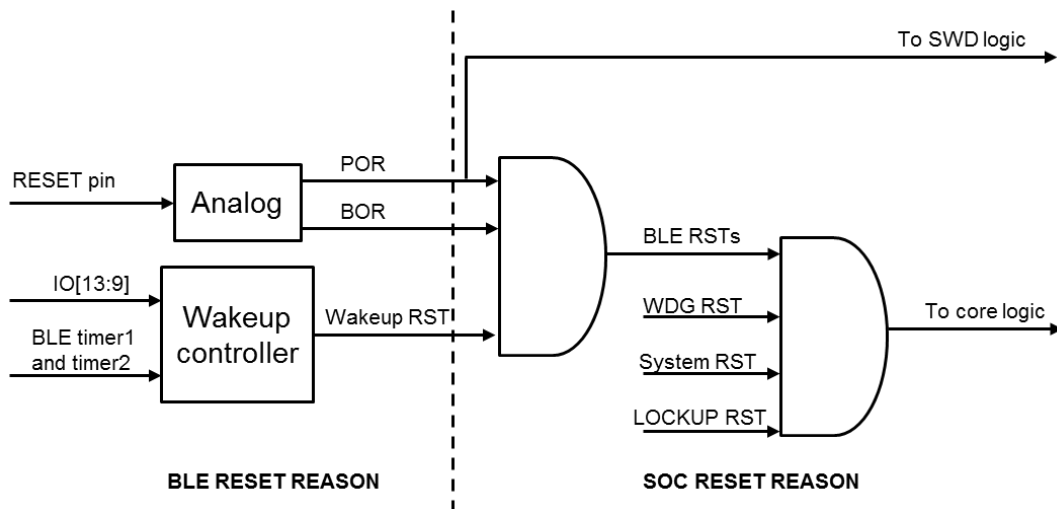 To SWD logic
POR
RESET pin
Analog
BOR
BLE RSTs
IO[13:9]
WDG RST
Wakeup
controller
Wakeup RST
To core logic
BLE timer1
and timer2
System RST
LOCKUP RST
BLE RESET REASON
SOC RESET REASON